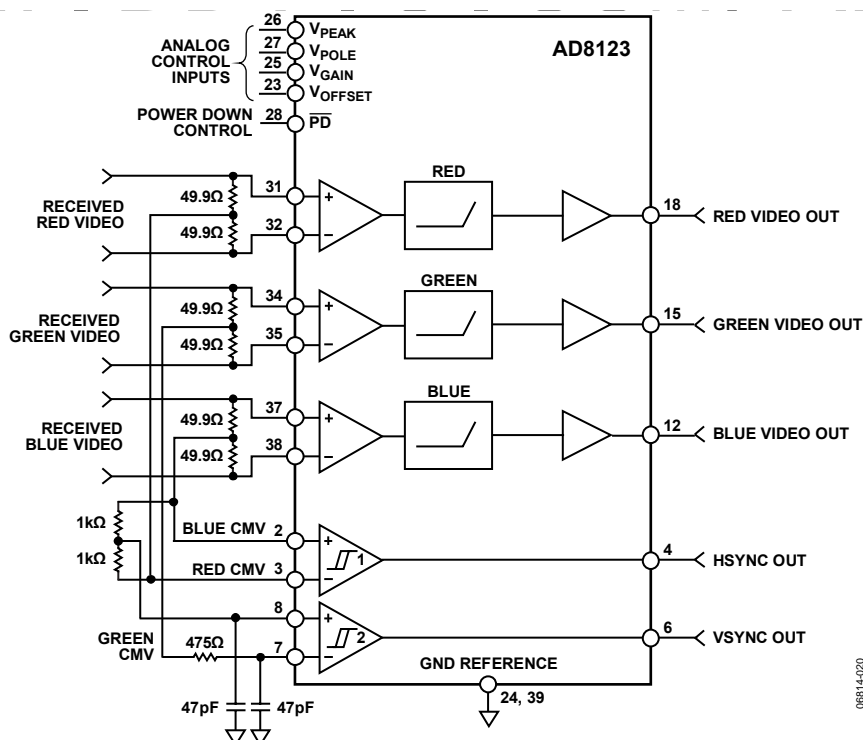 26 VPEAK
ANALOG CONTROL INPUTS
27 VPOLE
25 VGAIN
23 VOFFSET
AD8123
POWER DOWN CONTROL
28 PD
RECEIVED RED VIDEO
49.9Ω
49.9Ω
31
32
+
–
RED
18
RED VIDEO OUT
RECEIVED GREEN VIDEO
49.9Ω
49.9Ω
34
35
+
–
GREEN
15
GREEN VIDEO OUT
RECEIVED BLUE VIDEO
49.9Ω
49.9Ω
37
38
+
–
BLUE
12
BLUE VIDEO OUT
1kΩ
1kΩ
BLUE CMV 2
RED CMV 3
+
–
1
4
HSYNC OUT
GREEN CMV
475Ω
8
7
+
–
2
6
VSYNC OUT
47pF
47pF
GND REFERENCE
24, 39
06814-020